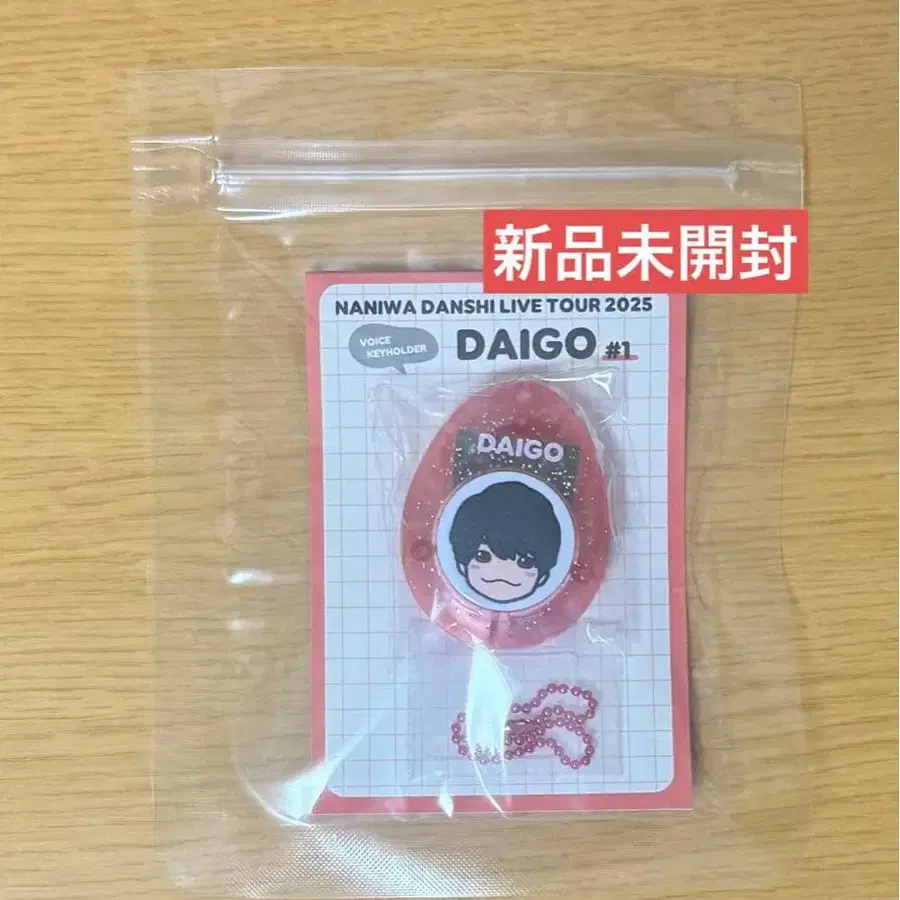 新品未開封
NANIWA DANSHI LIVE TOUR 2025
VOICE
KEYHOLDER
DAIGO #1
DAIGO